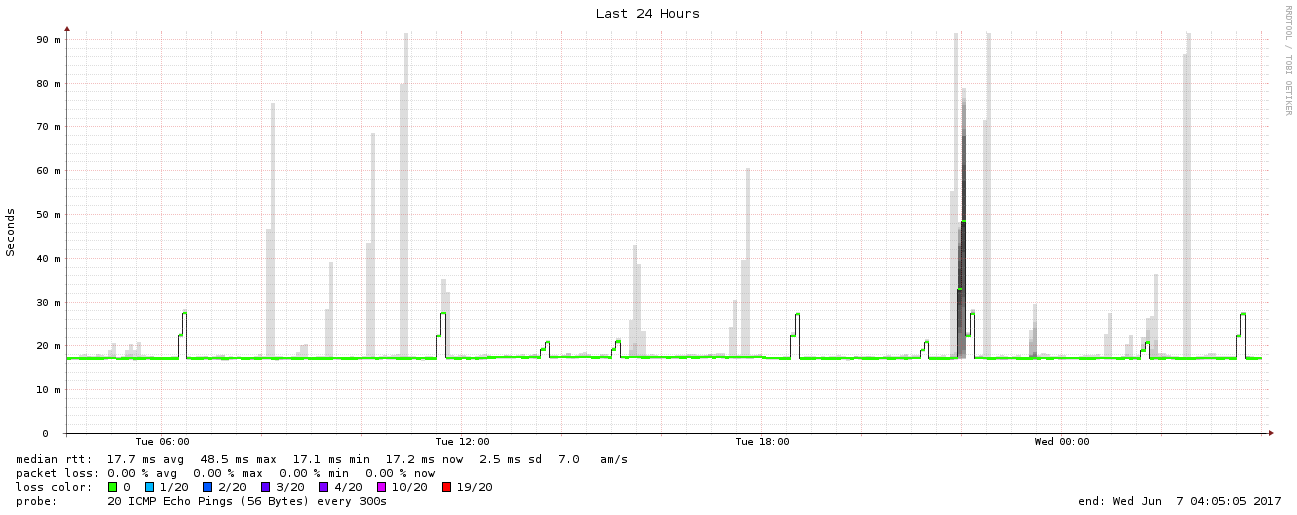 Last 24 Hours
RRDTOOL / TOBI OETIKER
Seconds
90 m
80 m
70 m
60 m
50 m
40 m
30 m
20 m
10 m
0
Tue 06:00 Tue 12:00 Tue 18:00 Wed 00:00
median rtt: 17.7 ms avg 48.5 ms max 17.1 ms min 17.2 ms now 2.5 ms sd 7.0 am/s
packet loss: 0.00 % avg 0.00 % max 0.00 % min 0.00 % now
loss color: 0 1/20 2/20 3/20 4/20 10/20 19/20
probe: 20 ICMP Echo Pings (56 Bytes) every 300s end: Wed Jun 7 04:05:05 2017